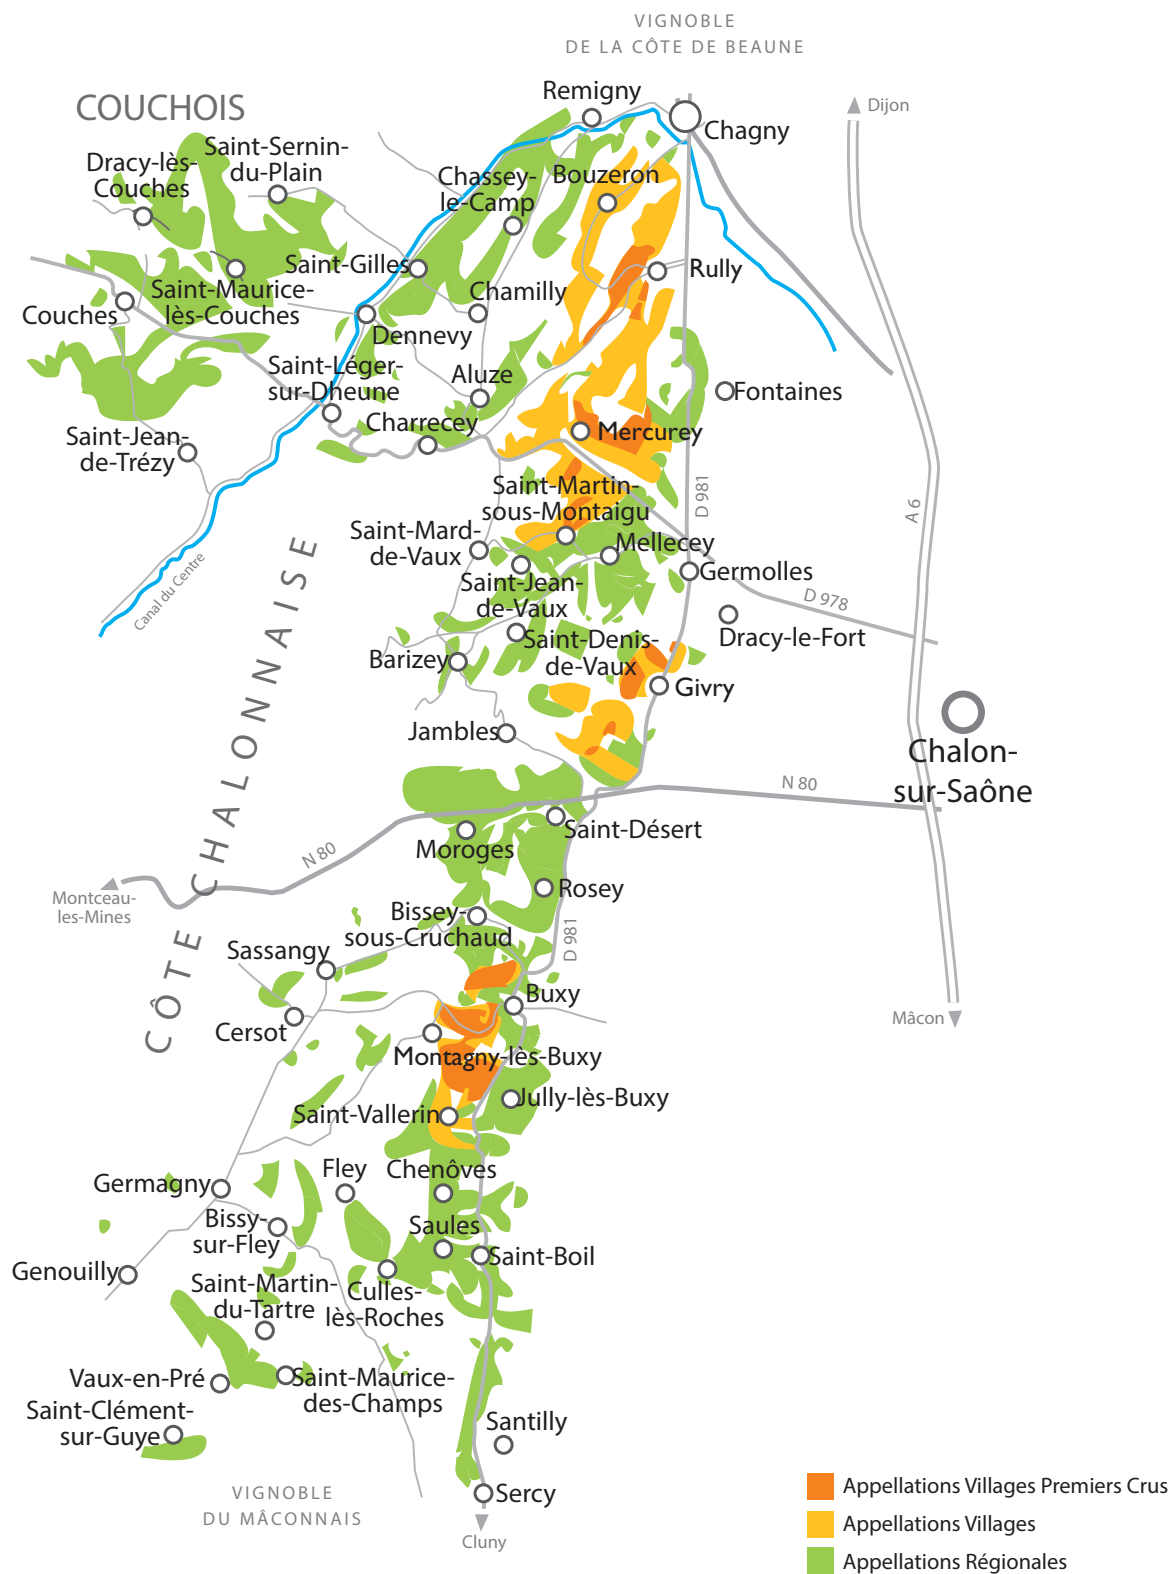 VIGNOBLE
DE LA CÔTE DE BEAUNE
COUCHOIS
Remigny
Dijon
Chagny
Saint-Sernin-
du-Plain
Dracy-lès-
Couches
Chassey-
le-Camp
Bouzeron
Saint-Gilles
Rully
Saint-Maurice-
lès-Couches
Chamilly
Couches
Dennevy
Saint-Léger-
sur-Dheune
Aluze
Fontaines
Charrecey
Mercurey
Saint-Jean-
de-Trézy
Saint-Martin-
sous-Montaigu
D 981
A 6
Saint-Mard-
de-Vaux
Mellecey
Saint-Jean-
de-Vaux
Germolles
Canal du Centre
D 978
Dracy-le-Fort
Saint-Denis-
de-Vaux
Barizey
Givry
Jambles
Chalon-
sur-Saône
CÔTE CHALONNAISE
N 80
Saint-Désert
Moroges
N 80
Montceau-
les-Mines
Rosey
Bissey-
sous-Cruchaud
D 981
Sassangy
Buxy
Cersot
Mâcon
Montagny-lès-Buxy
Jully-lès-Buxy
Saint-Vallerin
Fley
Chenôves
Germagny
Bissy-
sur-Fley
Saules
Saint-Boil
Genouilly
Saint-Martin-
du-Tartre
Culles-
lès-Roches
Vaux-en-Pré
Saint-Maurice-
des-Champs
Saint-Clément-
sur-Guye
Santilly
VIGNOBLE
DU MÂCONNAIS
Sercy
Cluny
Appellations Villages Premiers Crus
Appellations Villages
Appellations Régionales